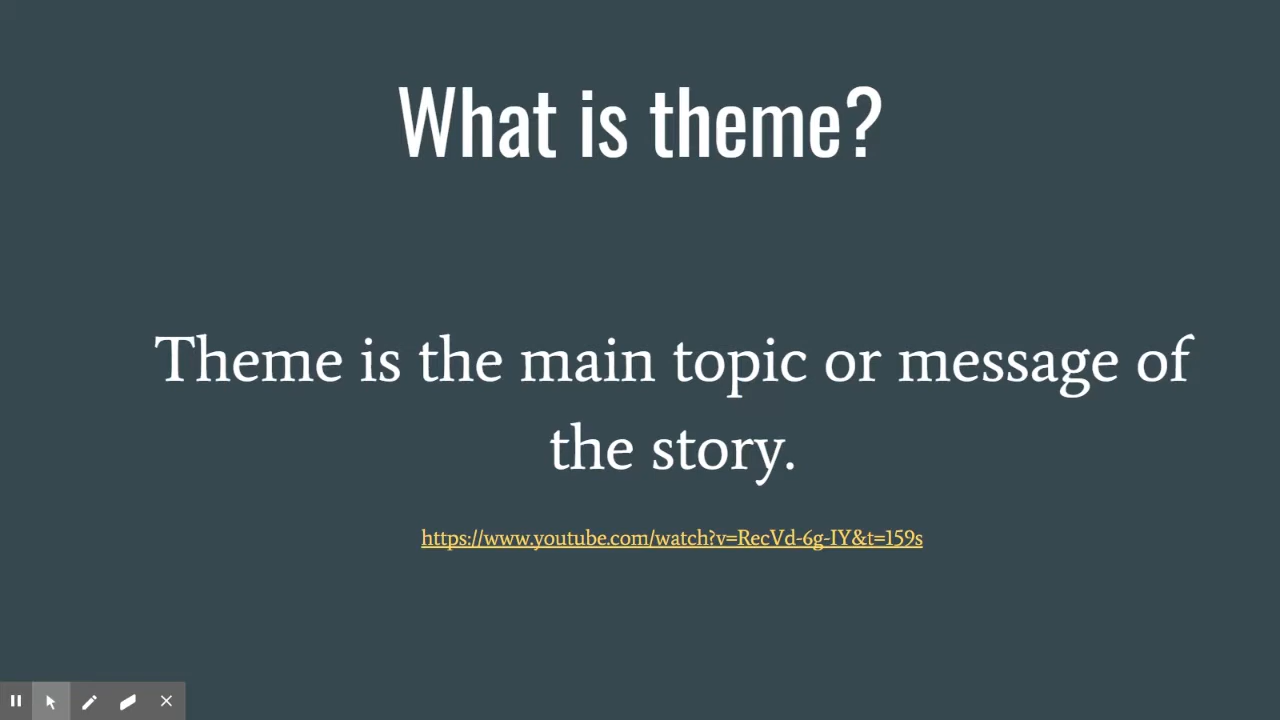 What is theme?
Theme is the main topic or message of
the story.
https://www.youtube.com/watch?v=RecVd-6g-IY&t=159s